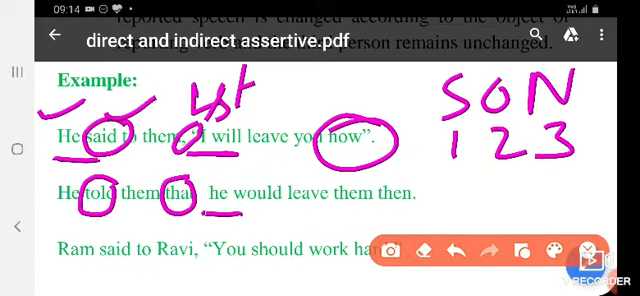 09:14
reported speech is changed according to the object of
direct and indirect assertive.pdf
person remains unchanged.
Example:
Ist
SON
123
He said to them, "I will leave you now".
He told them that he would leave them then.
Ram said to Ravi, "You should work hard"
RECORDER